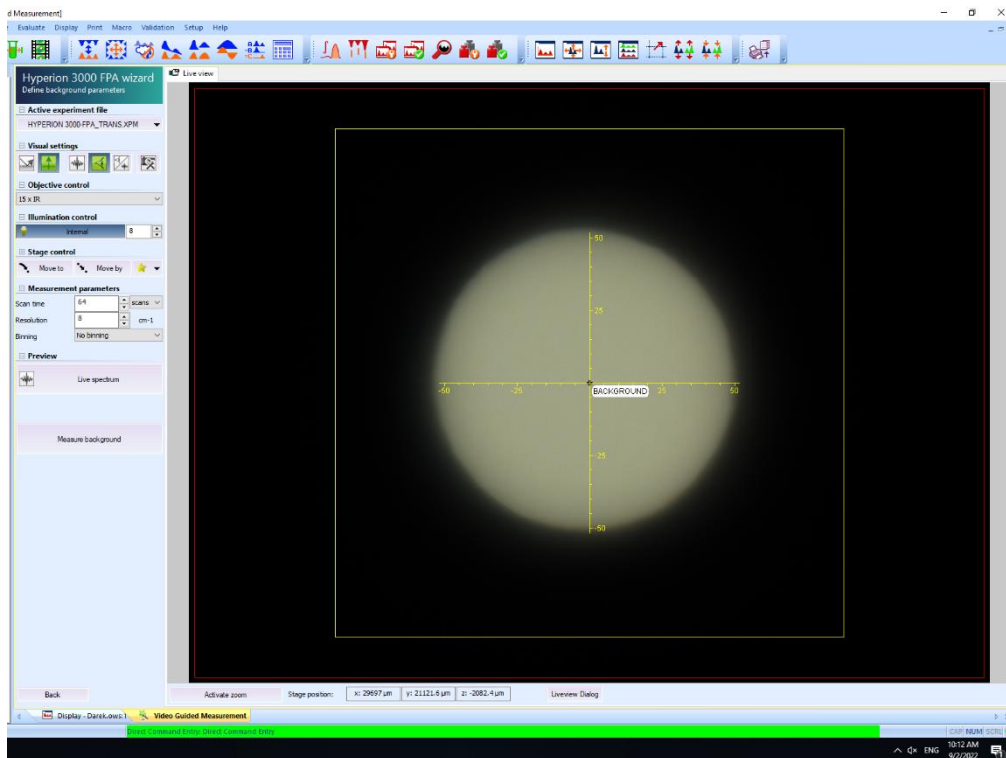 d Measurement]
Evaluate Display Print Macro Validation Setup Help
Hyperion 3000 FPA wizard
Define background parameters
Live view
Active experiment file
HYPERION 3000-FPA_TRANS.XPM
Visual settings
Objective control
15 x IR
Illumination control
Internal 8
Stage control
Move to Move by
Measurement parameters
Scan time 64 scans
Resolution 8 cm-1
Binning No binning
Preview
Live spectrum
Measure background
50
25
-50 -25 25 50
BACKGROUND
-25
-50
Back
Activate zoom Stage position: x: 29697 µm y: 21121.6 µm z: -2082.4 µm Liveview Dialog
Display - Darek.ows:1 Video Guided Measurement
Direct Command Entry: Direct Command Entry
CAP NUM SCRL
ENG
10:12 AM
9/2/2022